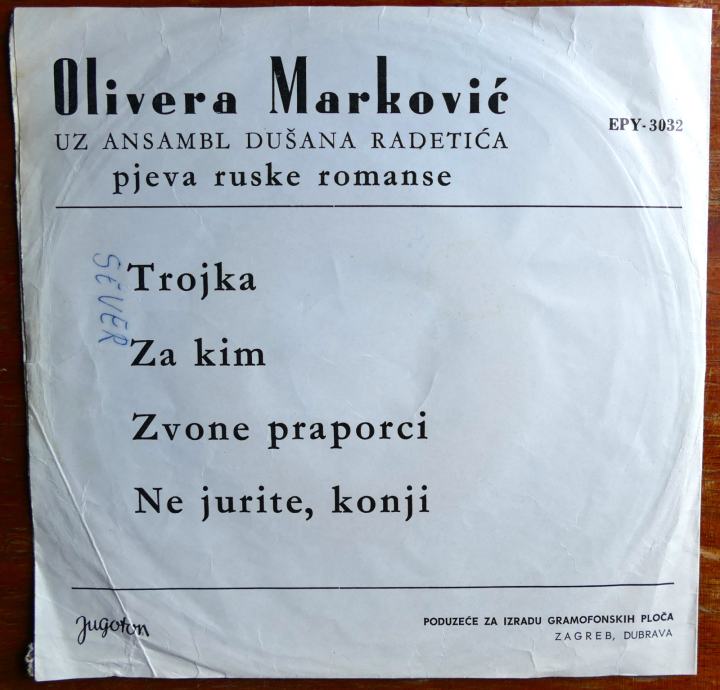 Olivera Marković
UZ ANSAMBL DUŠANA RADETIĆA
EPY-3032
pjeva ruske romanse
SEVER
Trojka
Za kim
Zvone praporci
Ne jurite, konji
Jugoton
PODUZEĆE ZA IZRADU GRAMOFONSKIH PLOČA
ZAGREB, DUBRAVA